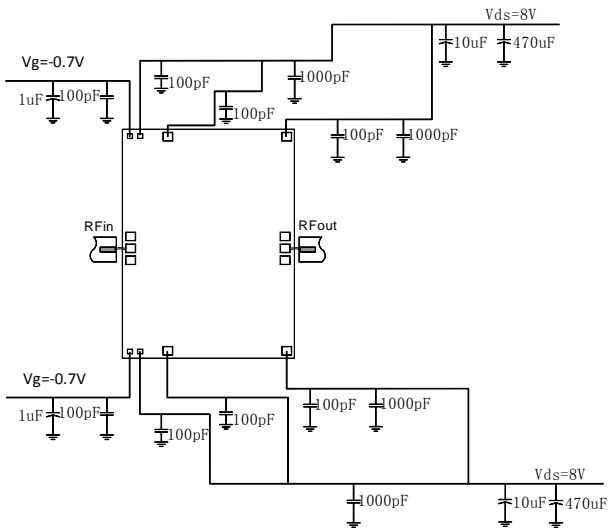 Vds=8V
10uF
470uF
Vg=-0.7V
100pF
1000pF
1uF
100pF
100pF
100pF
1000pF
RFin
RFout
Vg=-0.7V
1uF
100pF
100pF
100pF
100pF
1000pF
Vds=8V
1000pF
10uF
470uF